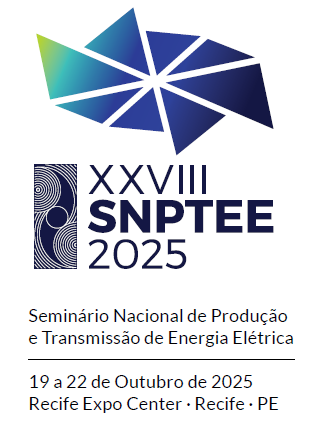 XXVIII
SNPTEE
2025
Seminário Nacional de Produção
e Transmissão de Energia Elétrica
19 a 22 de Outubro de 2025
Recife Expo Center · Recife · PE